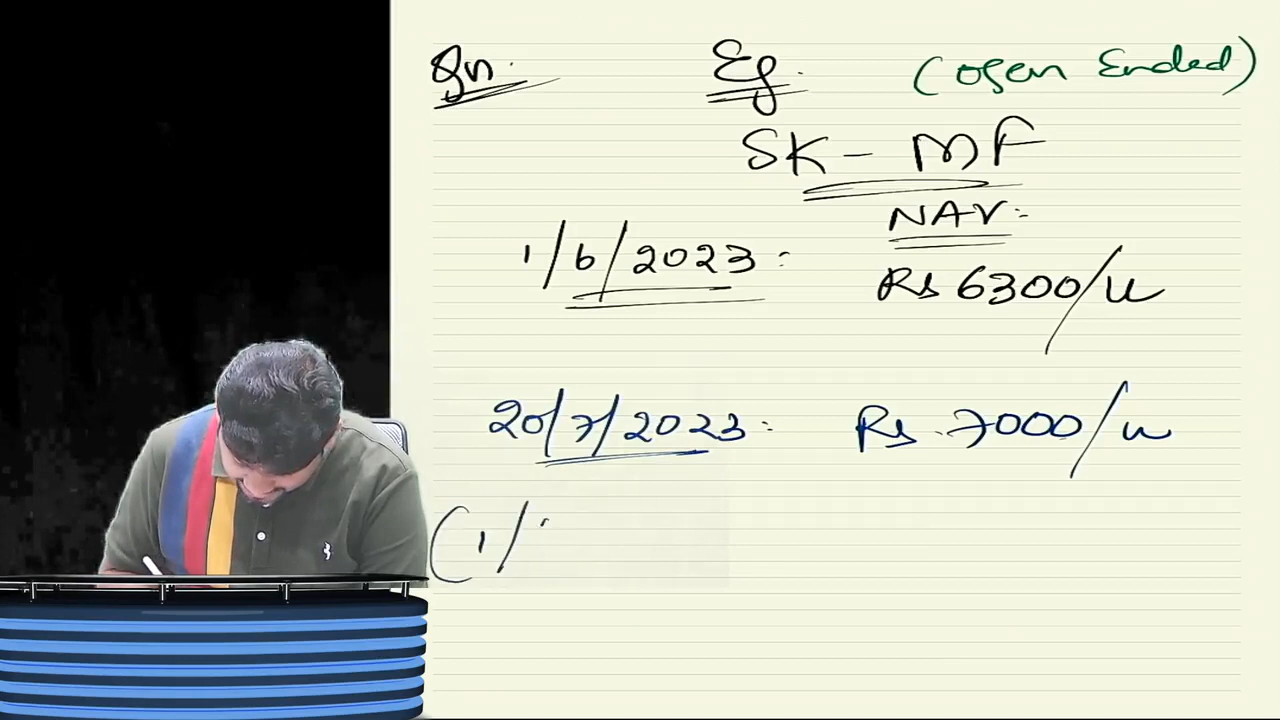 Qn. Eg. (Open Ended)
SK - MF
NAV:
1/6/2023: Rs 6300/u
20/7/2023: Rs 7000/u
(1/